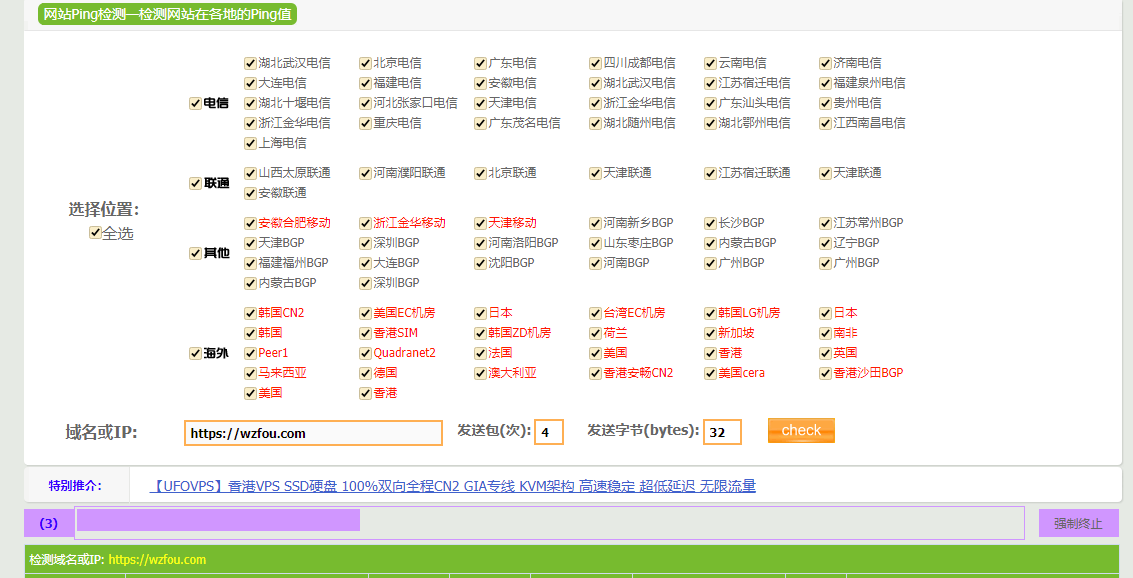 网站Ping检测—检测网站在各地的Ping值
湖北武汉电信 北京电信 广东电信 四川成都电信 云南电信 济南电信
大连电信 福建电信 安徽电信 湖北武汉电信 江苏宿迁电信 福建泉州电信
电信 湖北十堰电信 河北张家口电信 天津电信 浙江金华电信 广东汕头电信 贵州电信
浙江金华电信 重庆电信 广东茂名电信 湖北随州电信 湖北鄂州电信 江西南昌电信
上海电信
联通 山西太原联通 河南濮阳联通 北京联通 天津联通 江苏宿迁联通 天津联通
安徽联通
选择位置:
全选
安徽合肥移动 浙江金华移动 天津移动 河南新乡BGP 长沙BGP 江苏常州BGP
其他 天津BGP 深圳BGP 河南洛阳BGP 山东枣庄BGP 内蒙古BGP 辽宁BGP
福建福州BGP 大连BGP 沈阳BGP 河南BGP 广州BGP 广州BGP
内蒙古BGP 深圳BGP
韩国CN2 美国EC机房 日本 台湾EC机房 韩国LG机房 日本
韩国 香港SIM 韩国ZD机房 荷兰 新加坡 南非
海外 Peer1 Quadranet2 法国 美国 香港 英国
马来西亚 德国 澳大利亚 香港安畅CN2 美国cera 香港沙田BGP
美国 香港
域名或IP: https://wzfou.com 发送包(次): 4 发送字节(bytes): 32 check
特别推介: 【UFOVPS】香港VPS SSD硬盘 100%双向全程CN2 GIA专线 KVM架构 高速稳定 超低延迟 无限流量
(3) 强制终止
检测域名或IP: https://wzfou.com